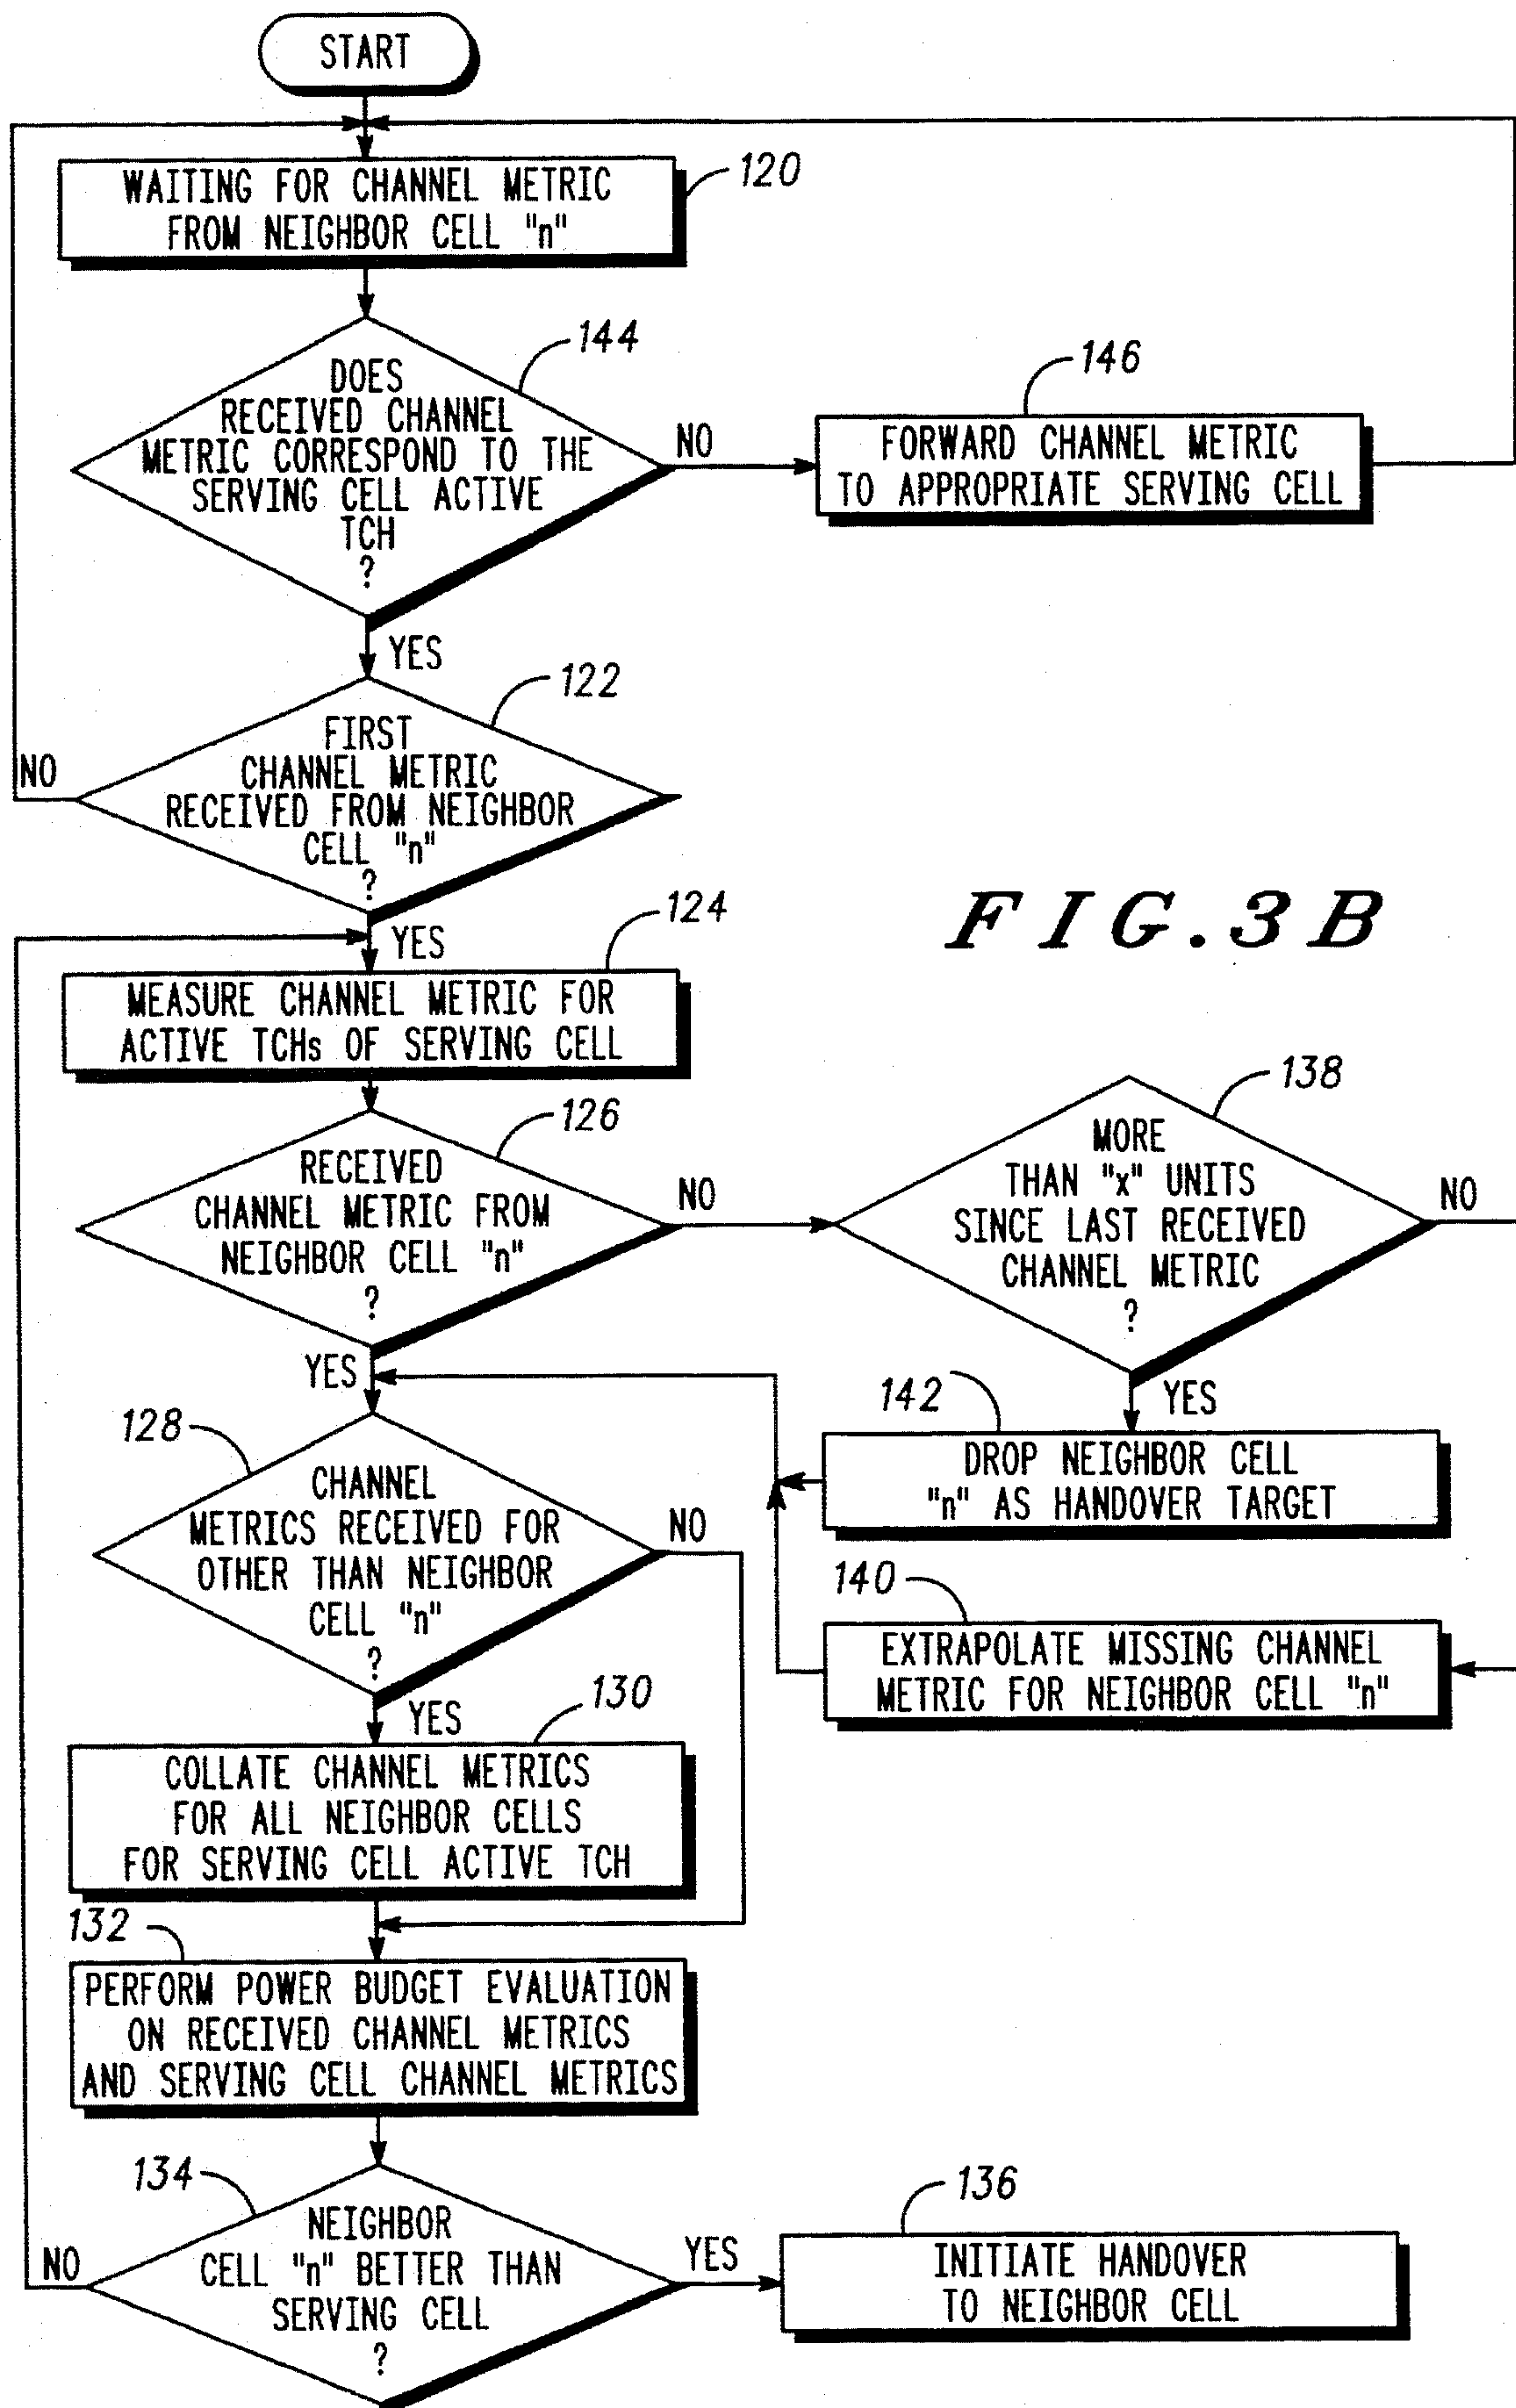 START
WAITING FOR CHANNEL METRIC
FROM NEIGHBOR CELL "n"
120
DOES
RECEIVED CHANNEL
METRIC CORRESPOND TO THE
SERVING CELL ACTIVE
TCH
?
144
NO
FORWARD CHANNEL METRIC
TO APPROPRIATE SERVING CELL
146
YES
FIRST
CHANNEL METRIC
RECEIVED FROM NEIGHBOR
CELL "n"
?
122
NO
YES
FIG.3B
MEASURE CHANNEL METRIC FOR
ACTIVE TCHs OF SERVING CELL
124
RECEIVED
CHANNEL METRIC FROM
NEIGHBOR CELL "n"
?
126
NO
MORE
THAN "x" UNITS
SINCE LAST RECEIVED
CHANNEL METRIC
?
138
NO
YES
YES
142
DROP NEIGHBOR CELL
"n" AS HANDOVER TARGET
128
CHANNEL
METRICS RECEIVED FOR
OTHER THAN NEIGHBOR
CELL "n"
?
NO
140
EXTRAPOLATE MISSING CHANNEL
METRIC FOR NEIGHBOR CELL "n"
YES
130
COLLATE CHANNEL METRICS
FOR ALL NEIGHBOR CELLS
FOR SERVING CELL ACTIVE TCH
132
PERFORM POWER BUDGET EVALUATION
ON RECEIVED CHANNEL METRICS
AND SERVING CELL CHANNEL METRICS
134
NEIGHBOR
CELL "n" BETTER THAN
SERVING CELL
?
NO
YES
136
INITIATE HANDOVER
TO NEIGHBOR CELL